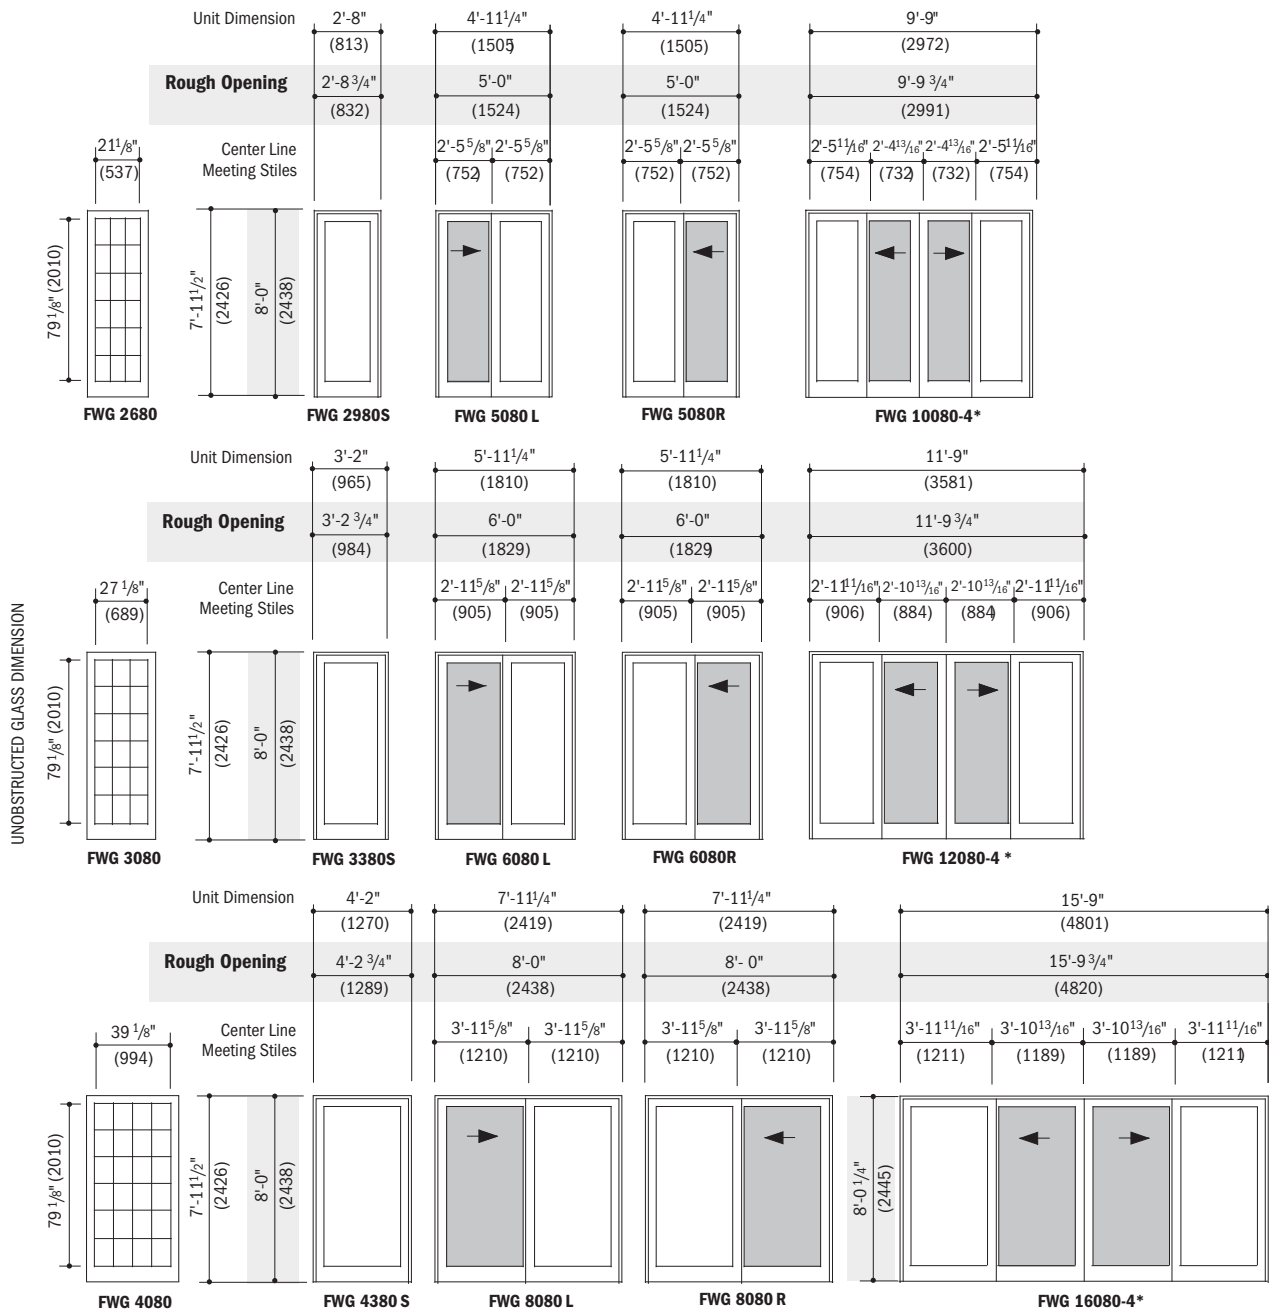 Unit Dimension 2'-8" 4'-11 1/4" 4'-11 1/4" 9'-9"
(813) (1505) (1505) (2972)
Rough Opening 2'-8 3/4" 5'-0" 5'-0" 9'-9 3/4"
(832) (1524) (1524) (2991)
21 1/8" Center Line 2'-5 5/8" 2'-5 5/8" 2'-5 5/8" 2'-5 5/8" 2'-5 11/16" 2'-4 13/16" 2'-4 13/16" 2'-5 11/16"
(537) Meeting Stiles (752) (752) (752) (752) (754) (732) (732) (754)
79 1/8" (2010)
7'-11 1/2"
(2426)
8'-0"
(2438)
FWG 2680 FWG 2980S FWG 5080 L FWG 5080R FWG 10080-4*
Unit Dimension 3'-2" 5'-11 1/4" 5'-11 1/4" 11'-9"
(965) (1810) (1810) (3581)
Rough Opening 3'-2 3/4" 6'-0" 6'-0" 11'-9 3/4"
(984) (1829) (1829) (3600)
27 1/8" Center Line 2'-11 5/8" 2'-11 5/8" 2'-11 5/8" 2'-11 5/8" 2'-11 11/16" 2'-10 13/16" 2'-10 13/16" 2'-11 11/16"
(689) Meeting Stiles (905) (905) (905) (905) (906) (884) (884) (906)
UNOBSTRUCTED GLASS DIMENSION
79 1/8" (2010)
7'-11 1/2"
(2426)
8'-0"
(2438)
FWG 3080 FWG 3380S FWG 6080 L FWG 6080R FWG 12080-4 *
Unit Dimension 4'-2" 7'-11 1/4" 7'-11 1/4" 15'-9"
(1270) (2419) (2419) (4801)
Rough Opening 4'-2 3/4" 8'-0" 8'- 0" 15'-9 3/4"
(1289) (2438) (2438) (4820)
39 1/8" Center Line 3'-11 5/8" 3'-11 5/8" 3'-11 5/8" 3'-11 5/8" 3'-11 11/16" 3'-10 13/16" 3'-10 13/16" 3'-11 11/16"
(994) Meeting Stiles (1210) (1210) (1210) (1210) (1211) (1189) (1189) (1211)
79 1/8" (2010)
7'-11 1/2"
(2426)
8'-0"
(2438)
8'-0 1/4"
(2445)
FWG 4080 FWG 4380 S FWG 8080 L FWG 8080 R FWG 16080-4*